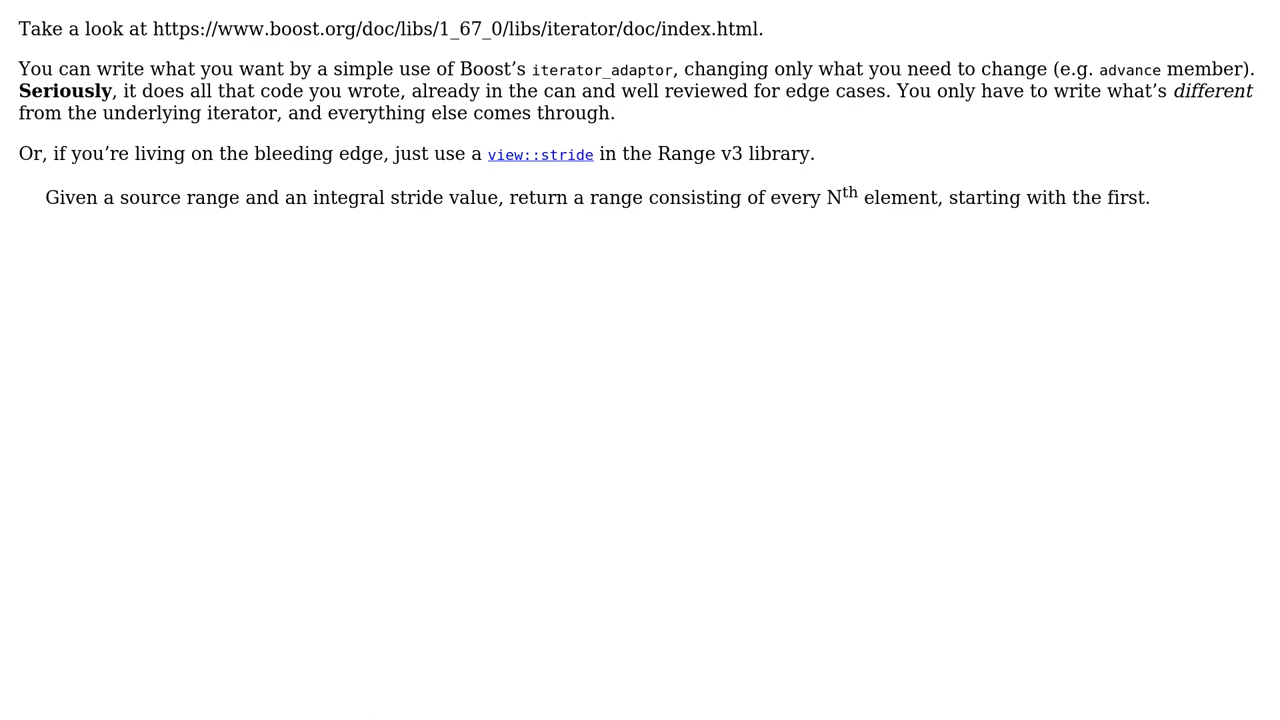 Take a look at https://www.boost.org/doc/libs/1_67_0/libs/iterator/doc/index.html.
You can write what you want by a simple use of Boost’s iterator_adaptor, changing only what you need to change (e.g. advance member).
Seriously, it does all that code you wrote, already in the can and well reviewed for edge cases. You only have to write what’s different
from the underlying iterator, and everything else comes through.
Or, if you’re living on the bleeding edge, just use a view::stride in the Range v3 library.
Given a source range and an integral stride value, return a range consisting of every Nth element, starting with the first.